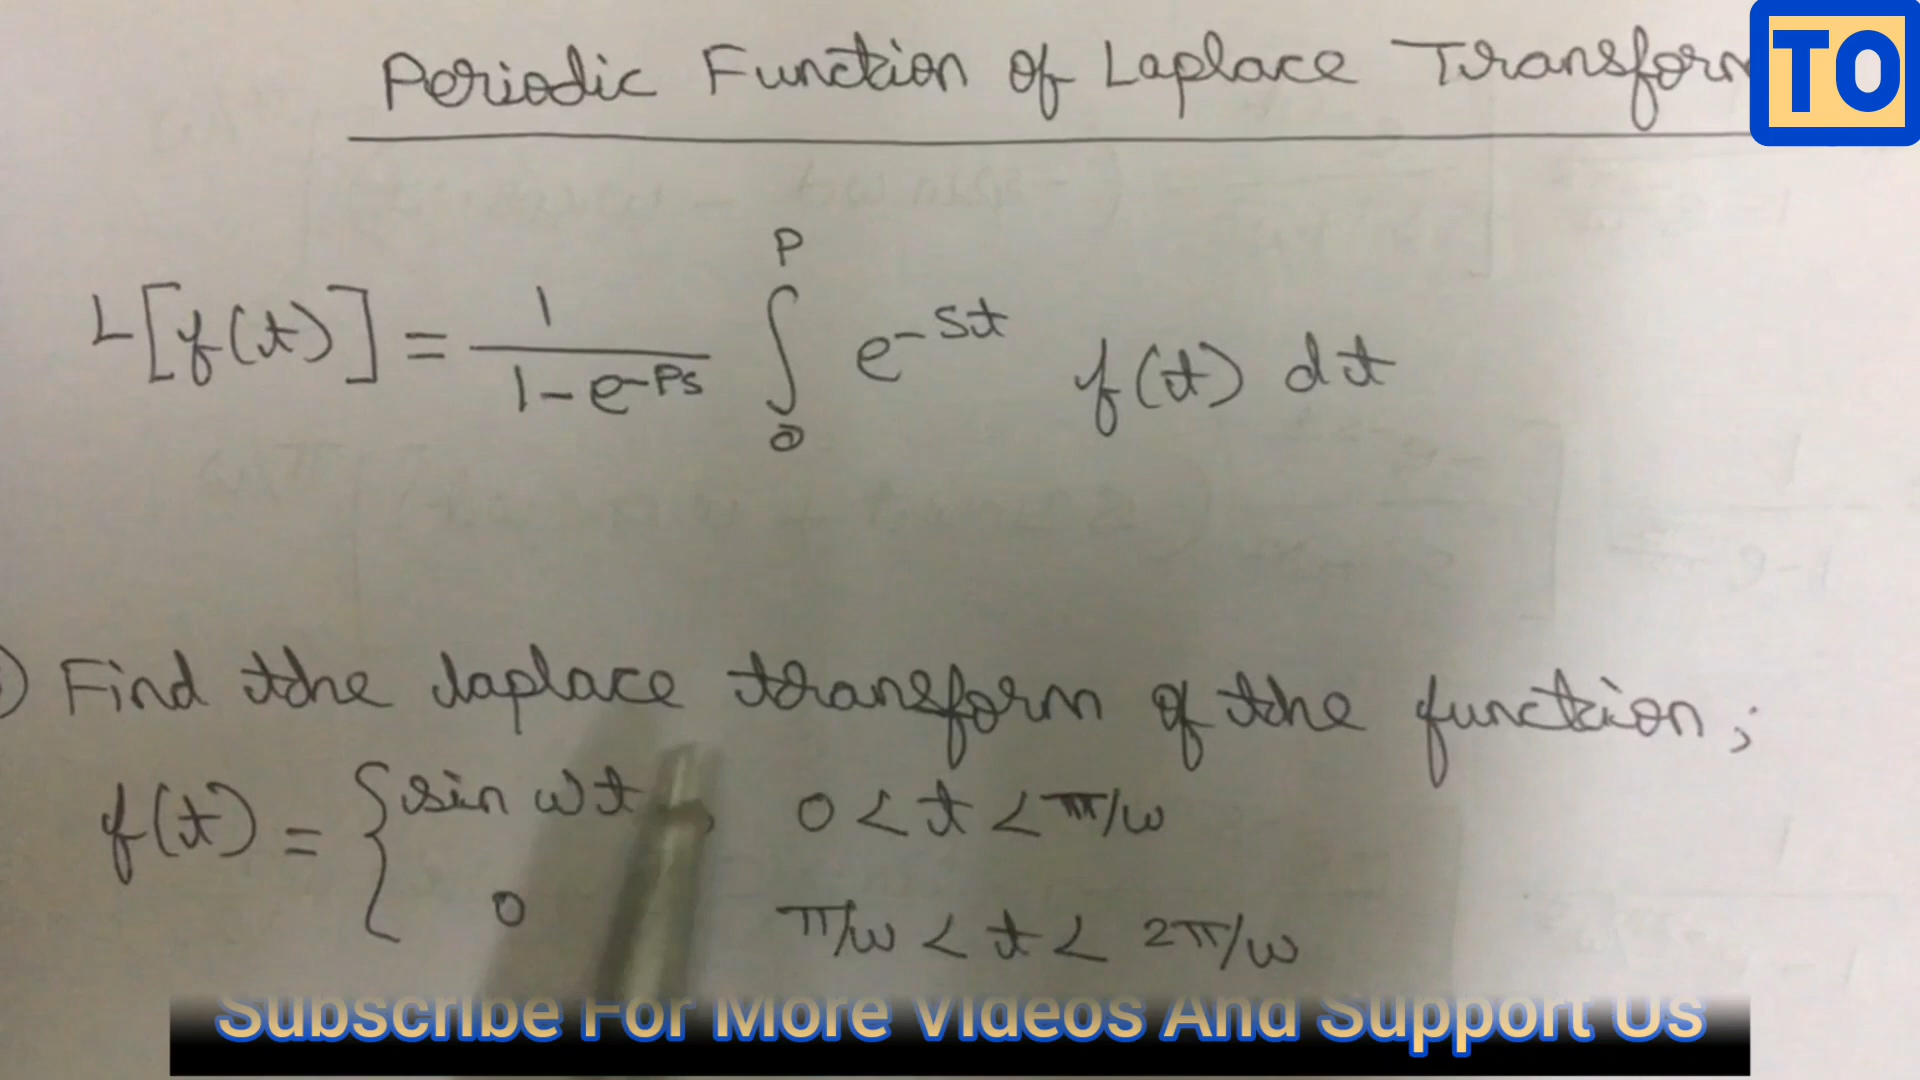 Periodic Function of Laplace Transform
TO
L[f(t)] = 1/(1-e^-Ps) ∫_0^P e^-st f(t) dt
) Find the laplace transform of the function;
f(t) = { sin ωt, 0 < t < π/ω
0 π/ω < t < 2π/ω
Subscribe For More Videos And Support Us